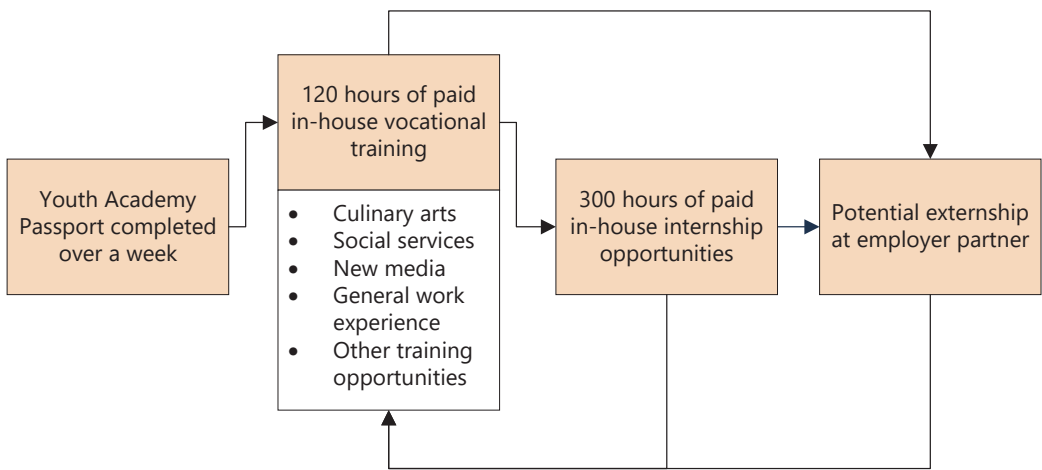 Youth Academy
Passport completed
over a week
120 hours of paid
in-house vocational
training
• Culinary arts
• Social services
• New media
• General work
experience
• Other training
opportunities
300 hours of paid
in-house internship
opportunities
Potential externship
at employer partner